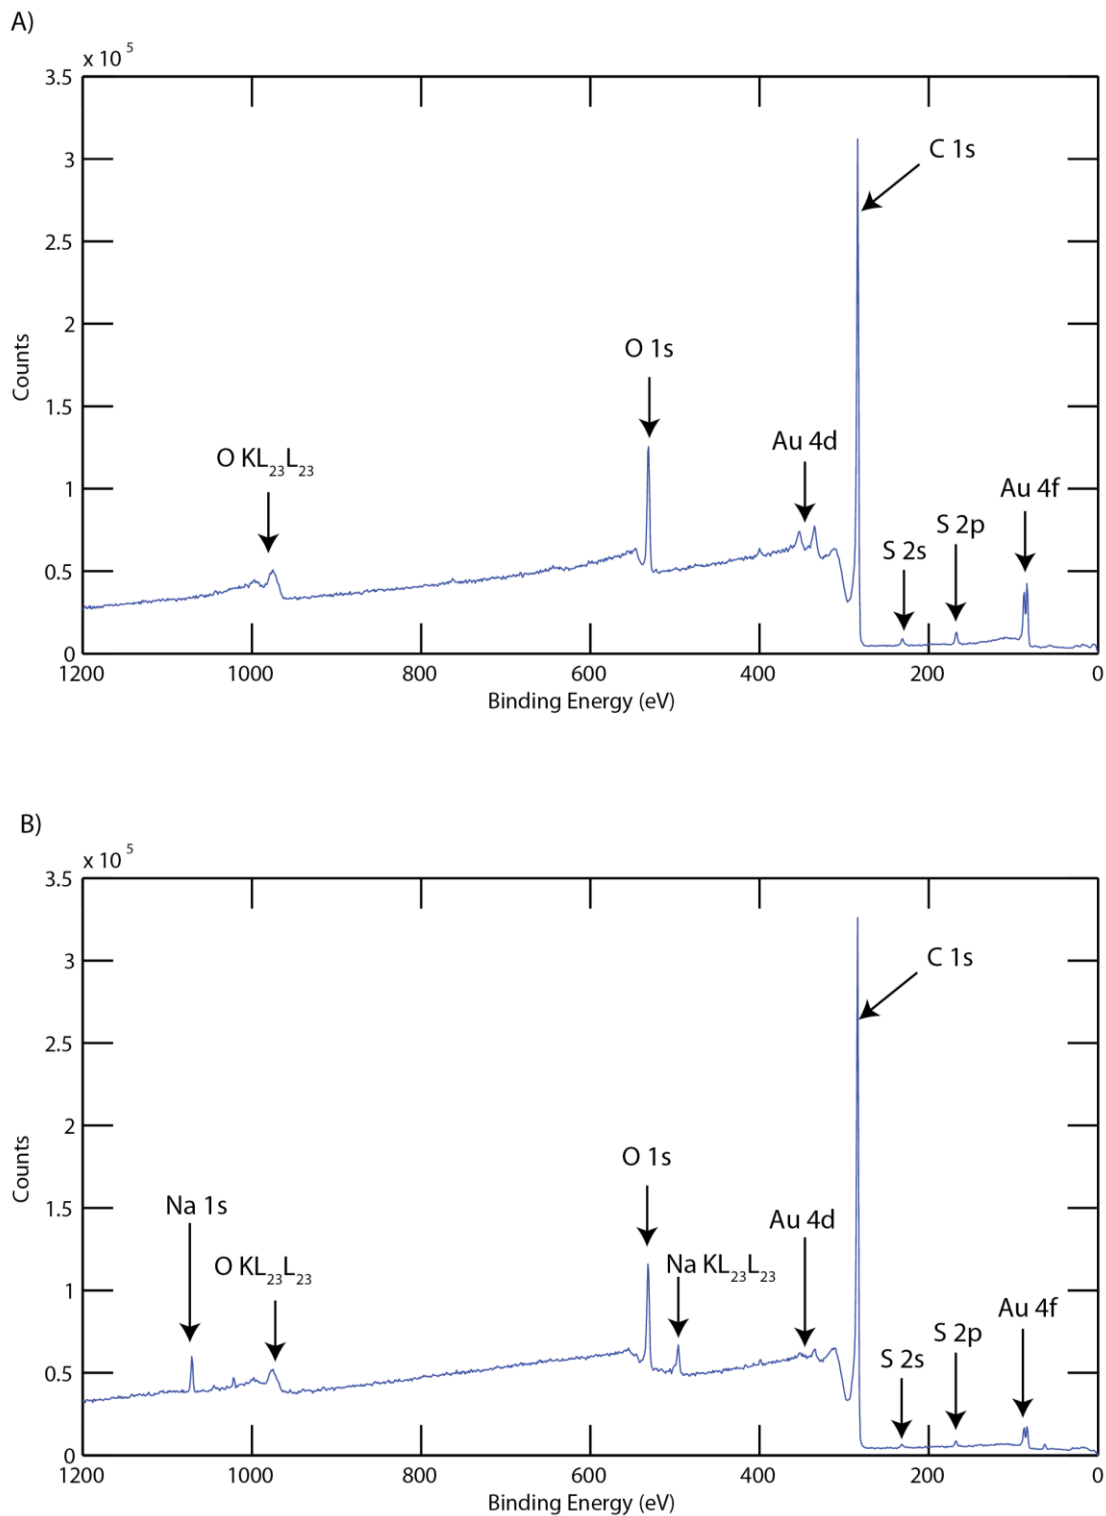 A)
x 10 5
3.5
3
2.5
2
1.5
1
0.5
0
Counts
C 1s
O 1s
Au 4d
O KL23L23
Au 4f
S 2p
S 2s
1200 1000 800 600 400 200 0
Binding Energy (eV)
B)
x 10 5
3.5
3
2.5
2
1.5
1
0.5
0
Counts
C 1s
O 1s
Na 1s
Au 4d
O KL23L23
Na KL23L23
Au 4f
S 2p
S 2s
1200 1000 800 600 400 200 0
Binding Energy (eV)